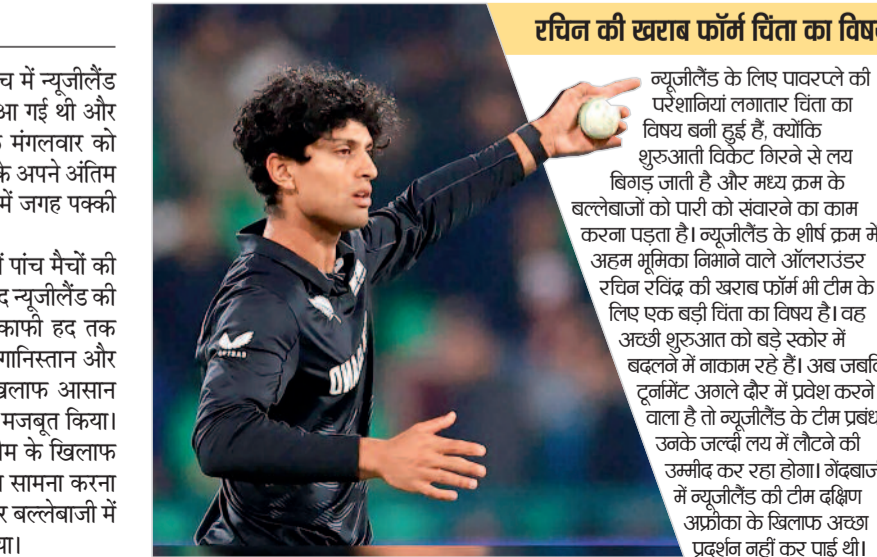 च में न्यूजीलैंड
आ गई थी और
मंगलवार को
के अपने अंतिम
में जगह पक्की
पांच मैचों की
न्यूजीलैंड की
काफी हद तक
गानिस्तान और
खलाफ आसान
मजबूत किया।
म के खिलाफ
सामना करना
र बल्लेबाजी में
या।
रचिन की खराब फॉर्म चिंता का विषय
न्यूजीलैंड के लिए पावरप्ले की
परेशानियां लगातार चिंता का
विषय बनी हुई हैं, क्योंकि
शुरुआती विकेट गिरने से लय
बिगड़ जाती है और मध्य क्रम के
बल्लेबाजों को पारी को संवारने का काम
करना पड़ता है। न्यूजीलैंड के शीर्ष क्रम में
अहम भूमिका निभाने वाले ऑलराउंडर
रचिन रविंद्र की खराब फॉर्म भी टीम के
लिए एक बड़ी चिंता का विषय है। वह
अच्छी शुरुआत को बड़े स्कोर में
बदलने में नाकाम रहे हैं। अब जबकि
टूर्नामेंट अगले दौर में प्रवेश करने
वाला है तो न्यूजीलैंड के टीम प्रबंध
उनके जल्दी लय में लौटने की
उम्मीद कर रहा होगा। गेंदबाजी
में न्यूजीलैंड की टीम दक्षिण
अफ्रीका के खिलाफ अच्छा
प्रदर्शन नहीं कर पाई थी।